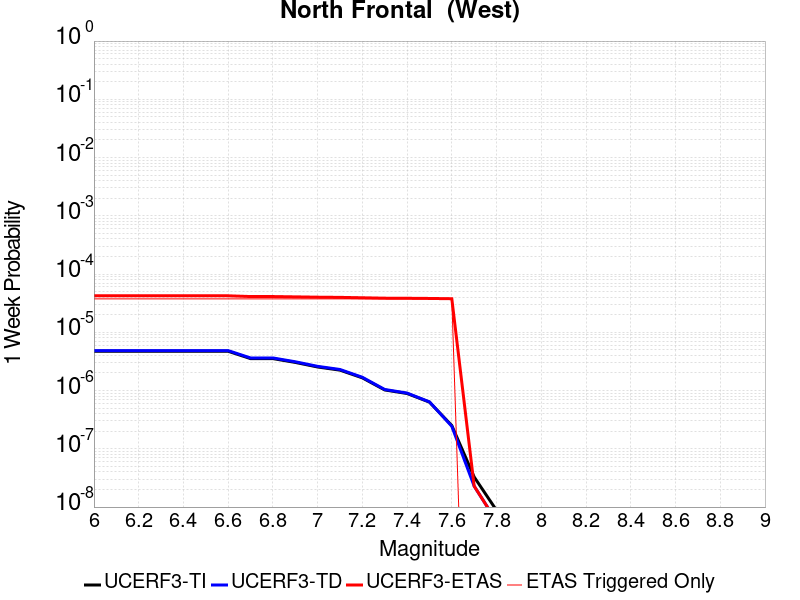 North Frontal  (West)
10^0
10^-1
10^-2
10^-3
10^-4
10^-5
10^-6
10^-7
10^-8
1 Week Probability
6 6.2 6.4 6.6 6.8 7 7.2 7.4 7.6 7.8 8 8.2 8.4 8.6 8.8 9
Magnitude
UCERF3-TI UCERF3-TD UCERF3-ETAS ETAS Triggered Only